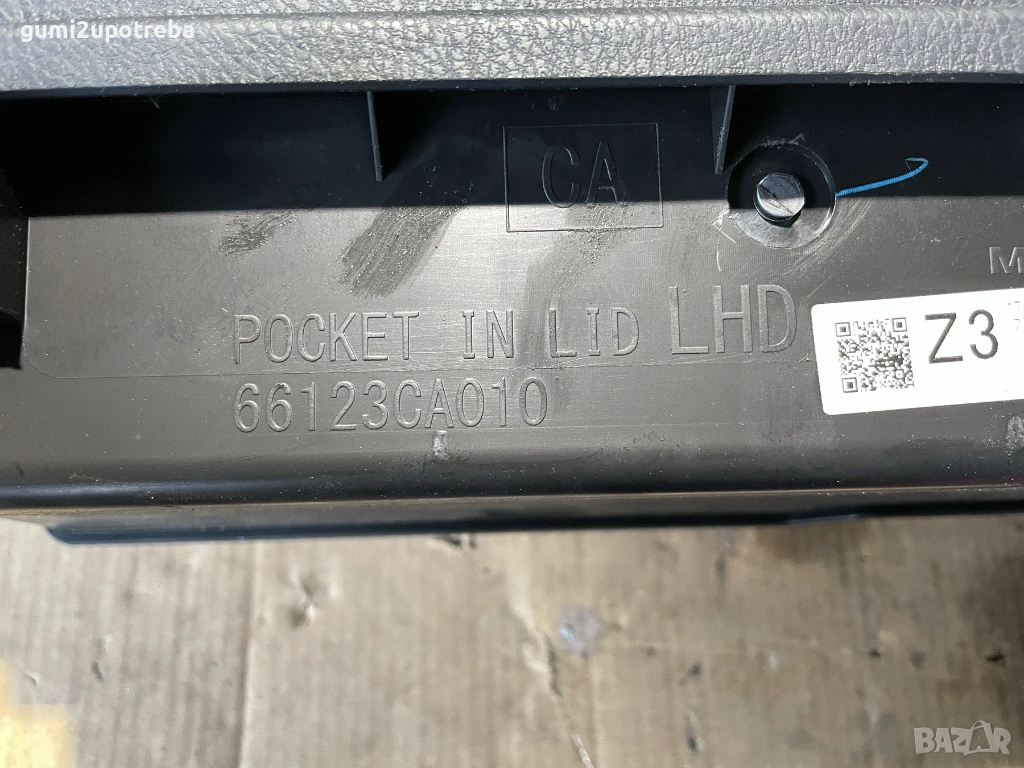 gumi2upotreba
CA
M
POCKET IN LID LHD
Z3
66123CA010
BAZAR